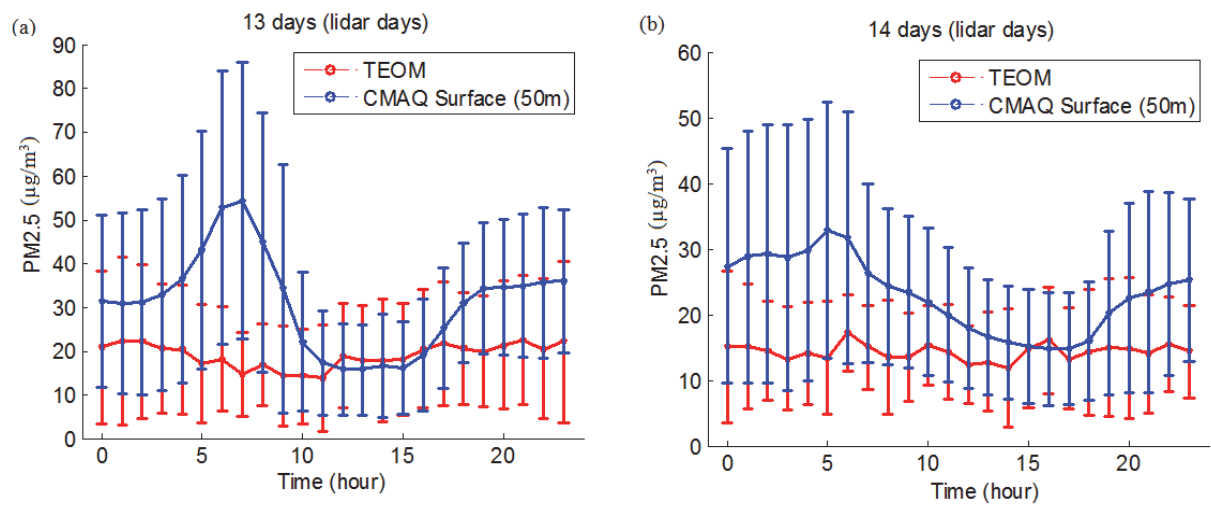 (a)
13 days (lidar days)
90
80
70
60
50
40
30
20
10
0
PM2.5 (μg/m³)
TEOM
CMAQ Surface (50m)
0 5 10 15 20
Time (hour)
(b)
14 days (lidar days)
60
50
40
30
20
10
0
PM2.5 (μg/m³)
TEOM
CMAQ Surface (50m)
0 5 10 15 20
Time (hour)